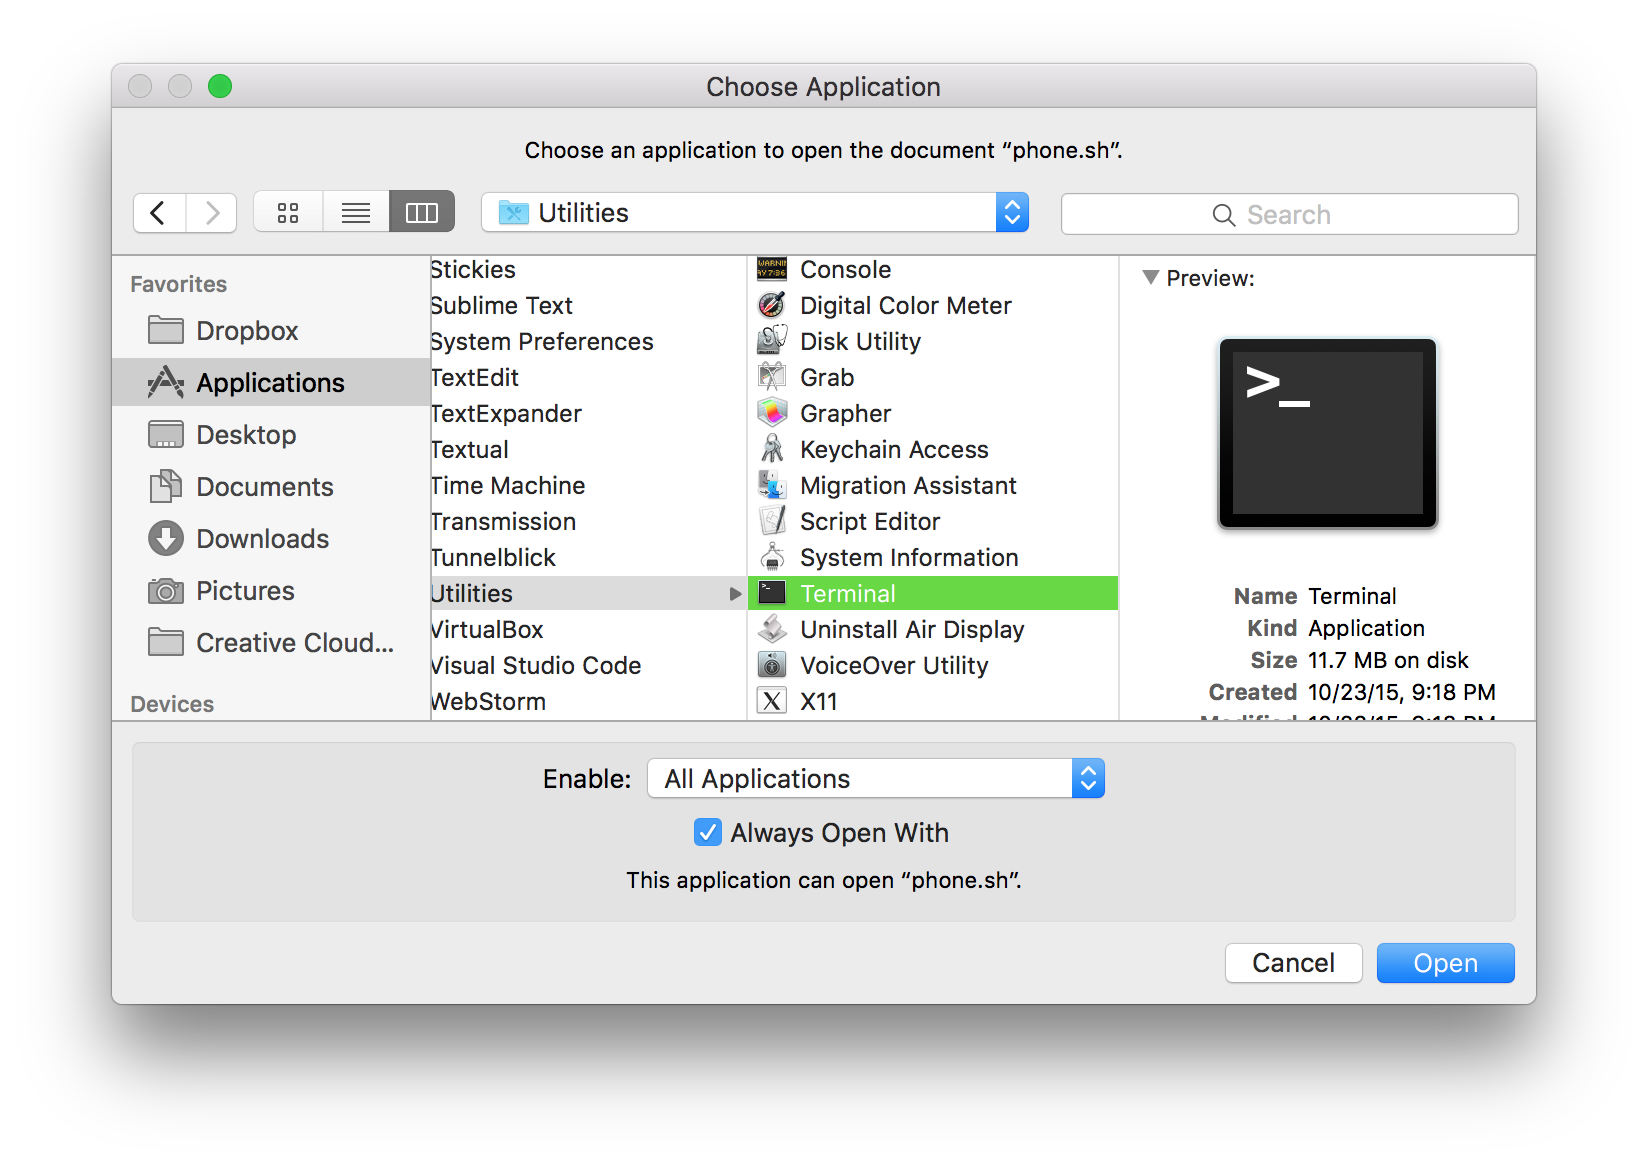 Choose Application
Choose an application to open the document “phone.sh”.
Utilities
Search
Favorites
Dropbox
Applications
Desktop
Documents
Downloads
Pictures
Creative Cloud...
Devices
Stickies
Sublime Text
System Preferences
TextEdit
TextExpander
Textual
Time Machine
Transmission
Tunnelblick
Utilities
VirtualBox
Visual Studio Code
WebStorm
Console
Digital Color Meter
Disk Utility
Grab
Grapher
Keychain Access
Migration Assistant
Script Editor
System Information
Terminal
Uninstall Air Display
VoiceOver Utility
X11
Preview:
>_
Name Terminal
Kind Application
Size 11.7 MB on disk
Created 10/23/15, 9:18 PM
Enable: All Applications
Always Open With
This application can open “phone.sh”.
Cancel
Open